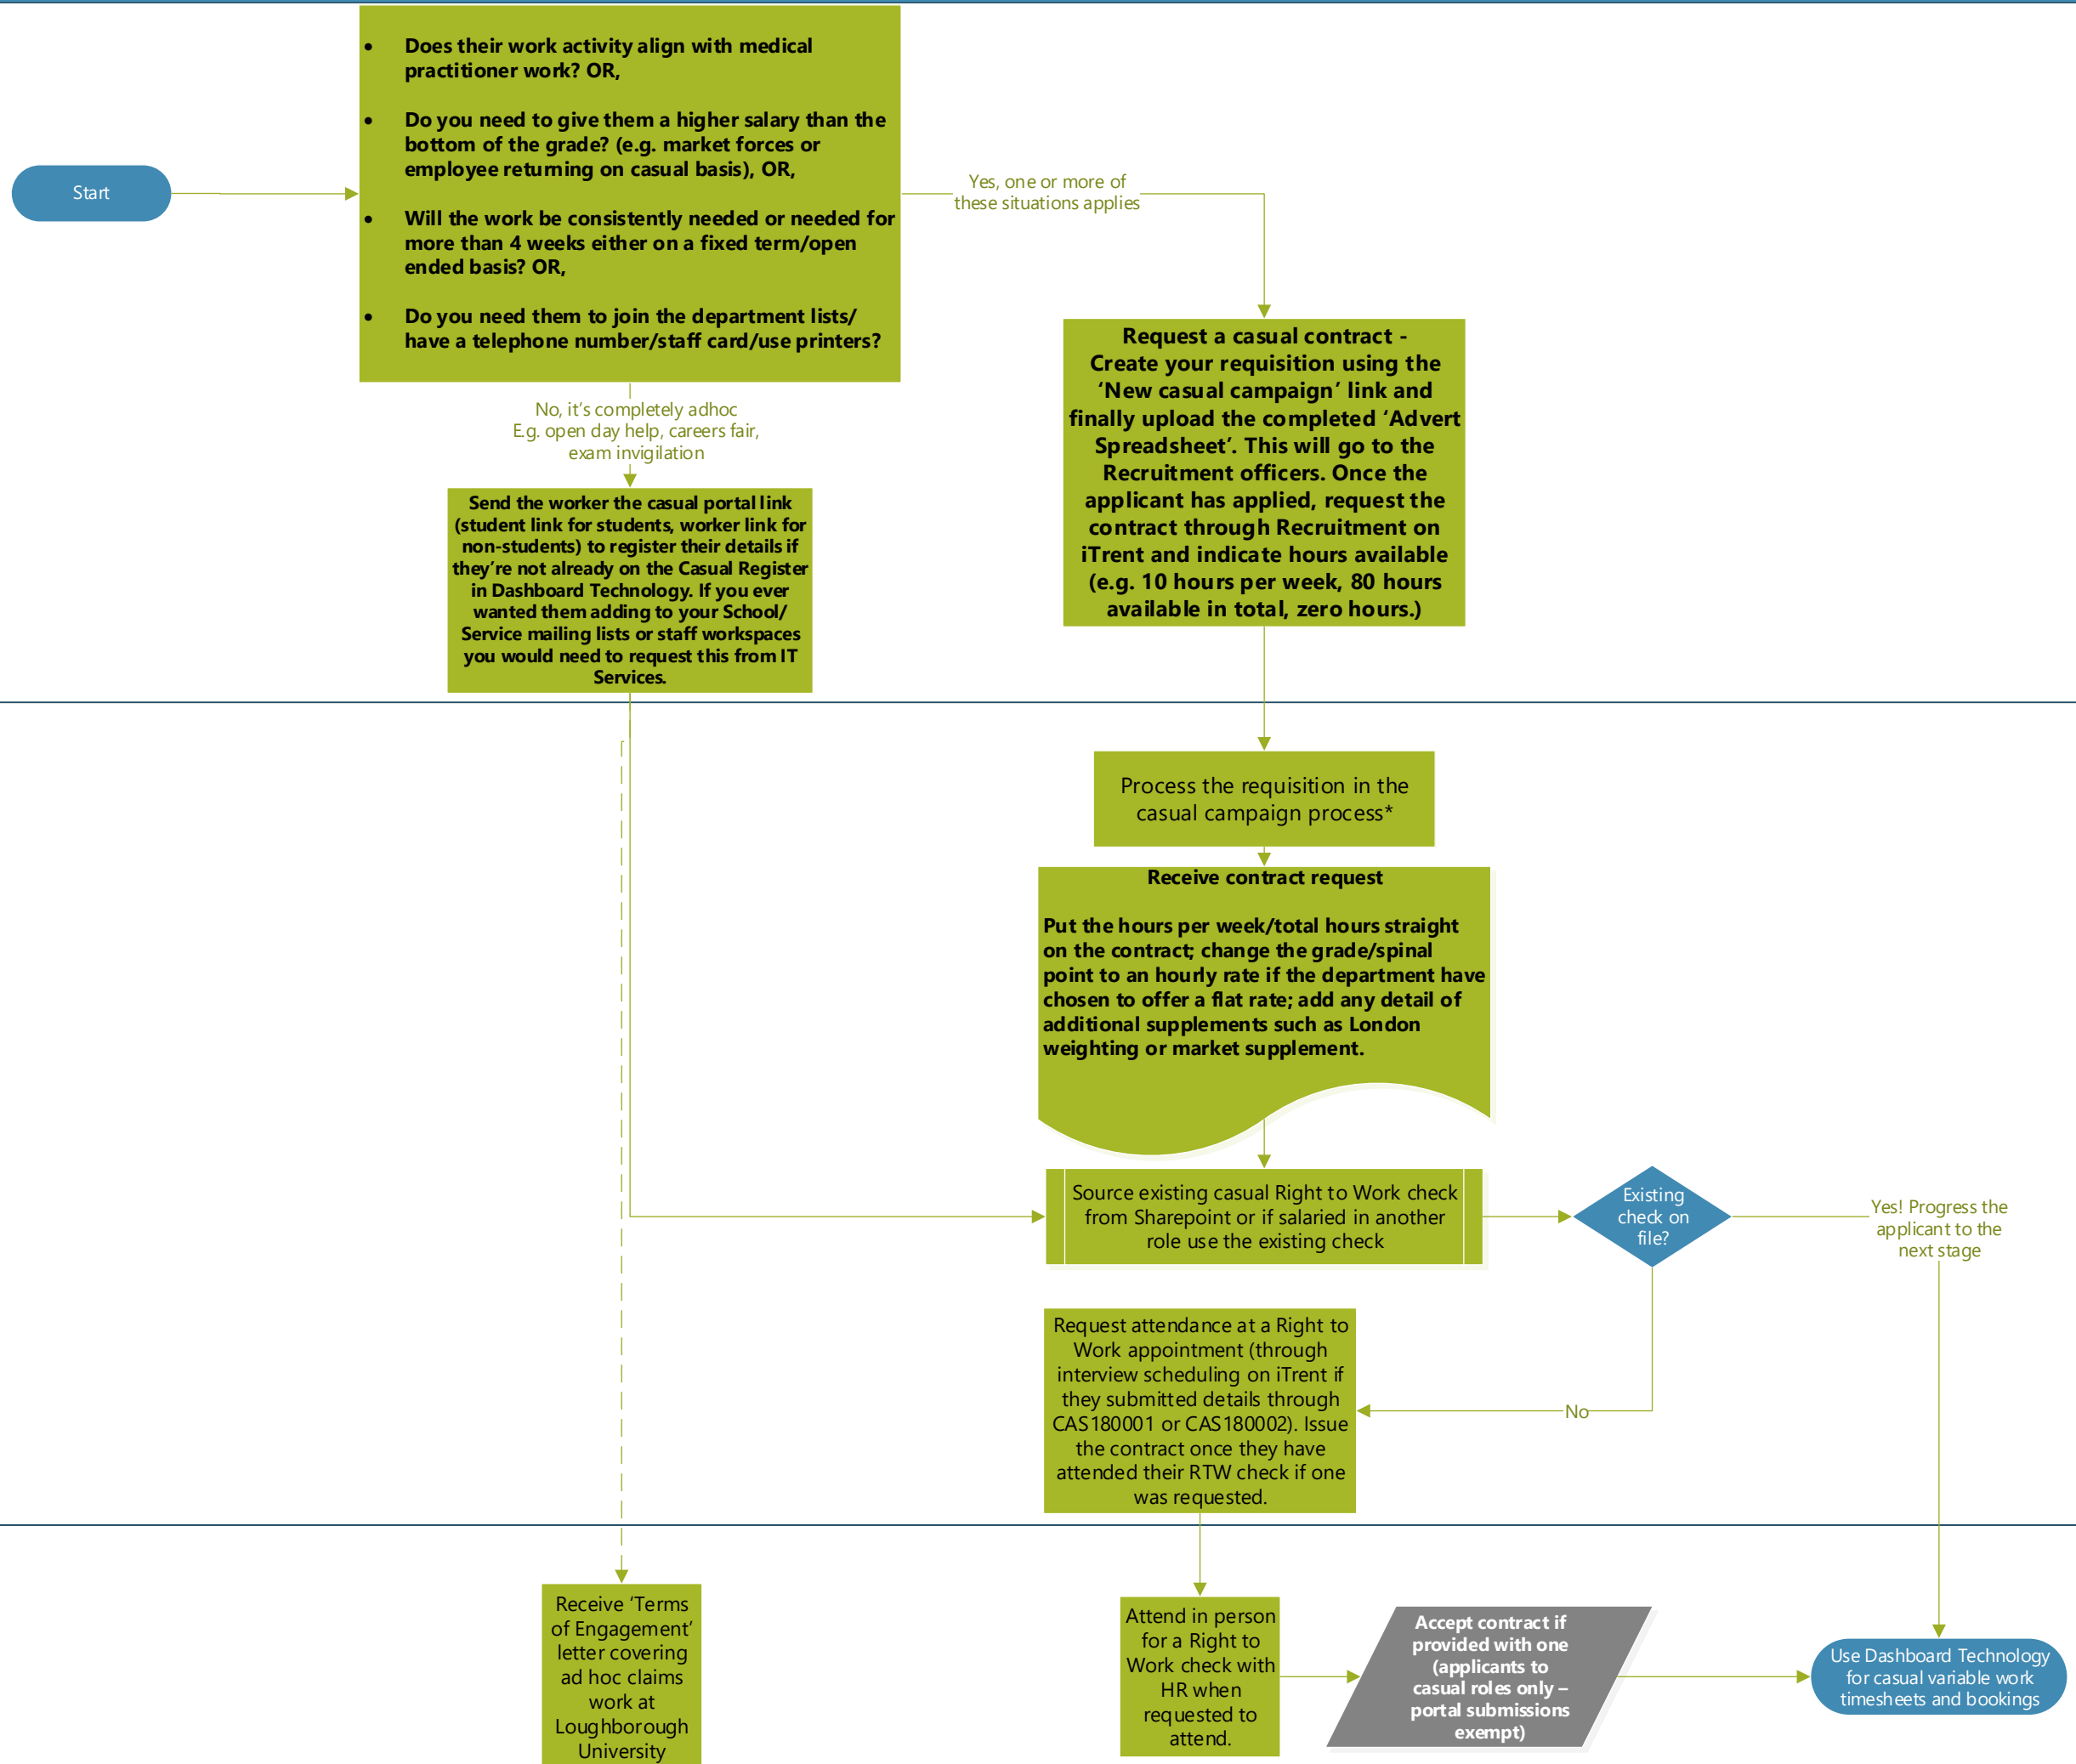 Start
• Does their work activity align with medical
practitioner work? OR,
• Do you need to give them a higher salary than the
bottom of the grade? (e.g. market forces or
employee returning on casual basis), OR,
• Will the work be consistently needed or needed for
more than 4 weeks either on a fixed term/open
ended basis? OR,
• Do you need them to join the department lists/
have a telephone number/staff card/use printers?
Yes, one or more of
these situations applies
No, it's completely adhoc
E.g. open day help, careers fair,
exam invigilation
Request a casual contract -
Create your requisition using the
‘New casual campaign’ link and
finally upload the completed ‘Advert
Spreadsheet’. This will go to the
Recruitment officers. Once the
applicant has applied, request the
contract through Recruitment on
iTrent and indicate hours available
(e.g. 10 hours per week, 80 hours
available in total, zero hours.)
Send the worker the casual portal link
(student link for students, worker link for
non-students) to register their details if
they’re not already on the Casual Register
in Dashboard Technology. If you ever
wanted them adding to your School/
Service mailing lists or staff workspaces
you would need to request this from IT
Services.
Process the requisition in the
casual campaign process*
Receive contract request
Put the hours per week/total hours straight
on the contract; change the grade/spinal
point to an hourly rate if the department have
chosen to offer a flat rate; add any detail of
additional supplements such as London
weighting or market supplement.
Source existing casual Right to Work check
from Sharepoint or if salaried in another
role use the existing check
Existing
check on
file?
Yes! Progress the
applicant to the
next stage
Request attendance at a Right to
Work appointment (through
interview scheduling on iTrent if
they submitted details through
CAS180001 or CAS180002). Issue
the contract once they have
attended their RTW check if one
was requested.
No
Receive ‘Terms
of Engagement’
letter covering
ad hoc claims
work at
Loughborough
University
Attend in person
for a Right to
Work check with
HR when
requested to
attend.
Accept contract if
provided with one
(applicants to
casual roles only –
portal submissions
exempt)
Use Dashboard Technology
for casual variable work
timesheets and bookings